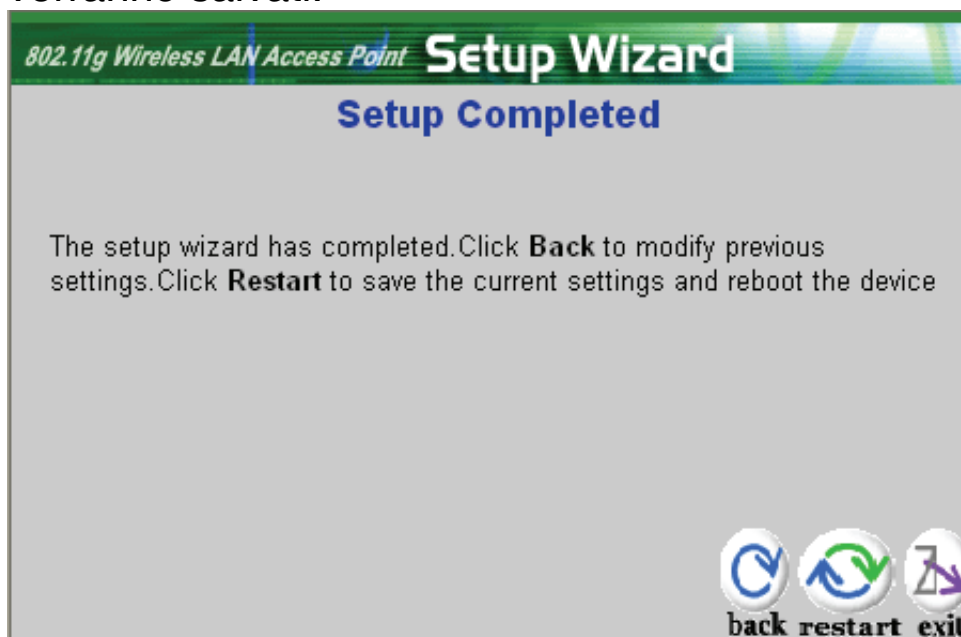 802.11g Wireless LAN Access Point Setup Wizard
Setup Completed
The setup wizard has completed.Click Back to modify previous
settings.Click Restart to save the current settings and reboot the device
back restart exit